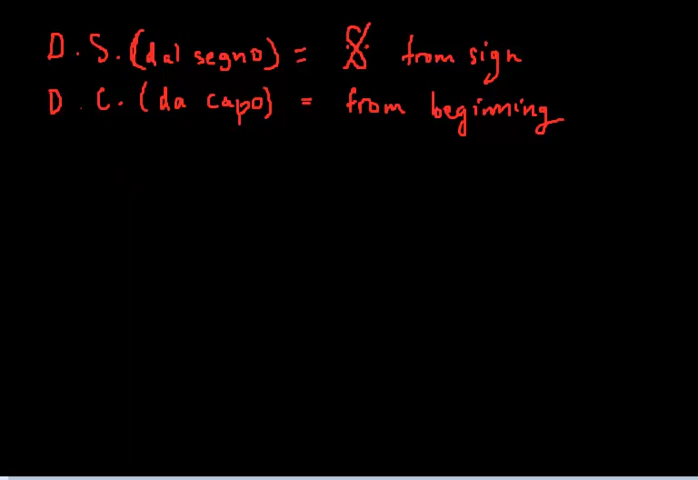 D.S. (dal segno) = 𝄋 from sign
D.C. (da capo) = from beginning